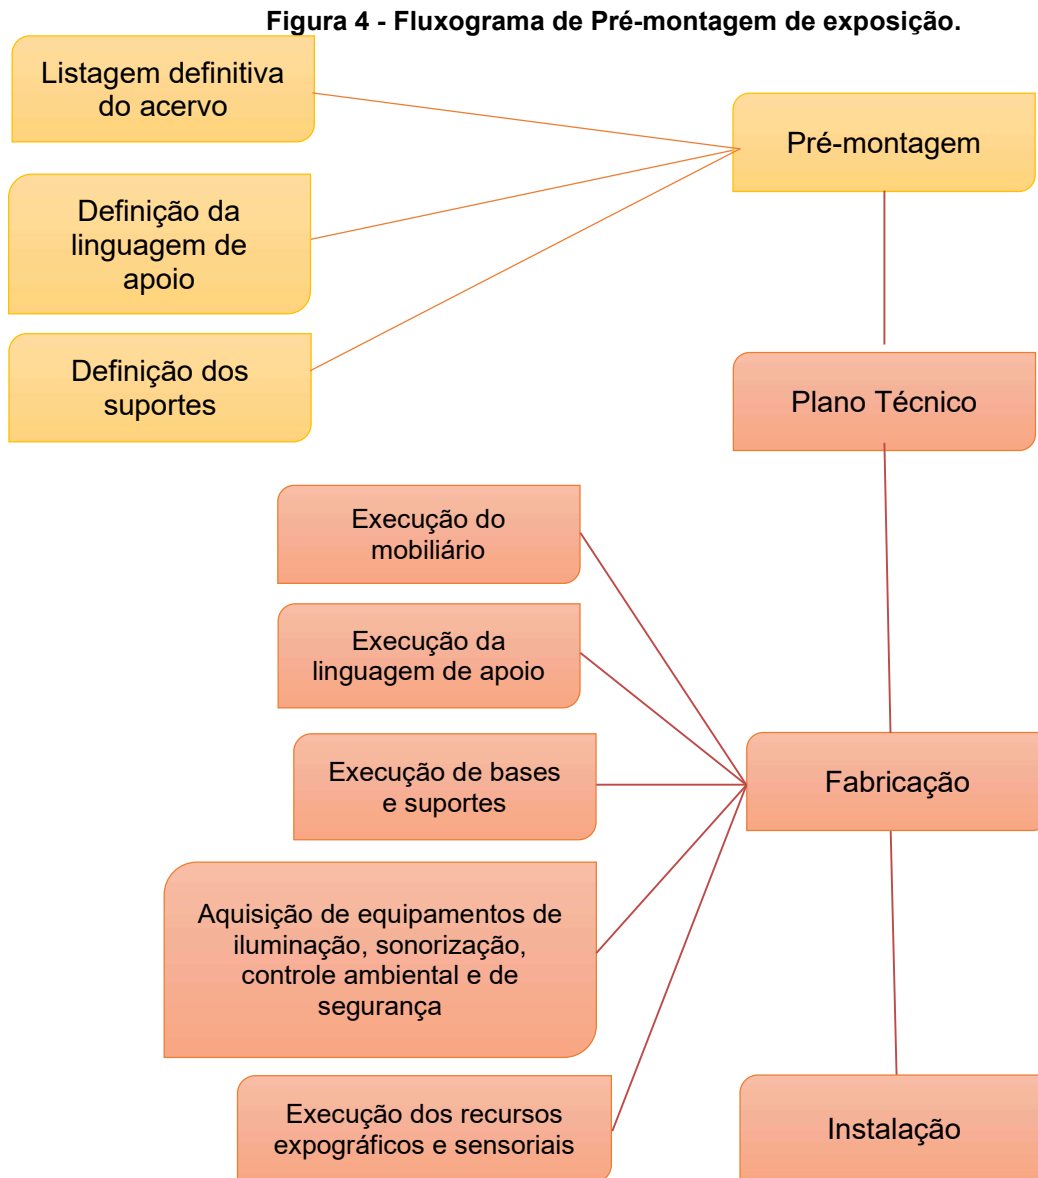 Figura 4 - Fluxograma de Pré-montagem de exposição.
Listagem definitiva
do acervo
Pré-montagem
Definição da
linguagem de
apoio
Definição dos
suportes
Plano Técnico
Execução do
mobiliário
Execução da
linguagem de apoio
Execução de bases
e suportes
Fabricação
Aquisição de equipamentos de
iluminação, sonorização,
controle ambiental e de
segurança
Execução dos recursos
expográficos e sensoriais
Instalação